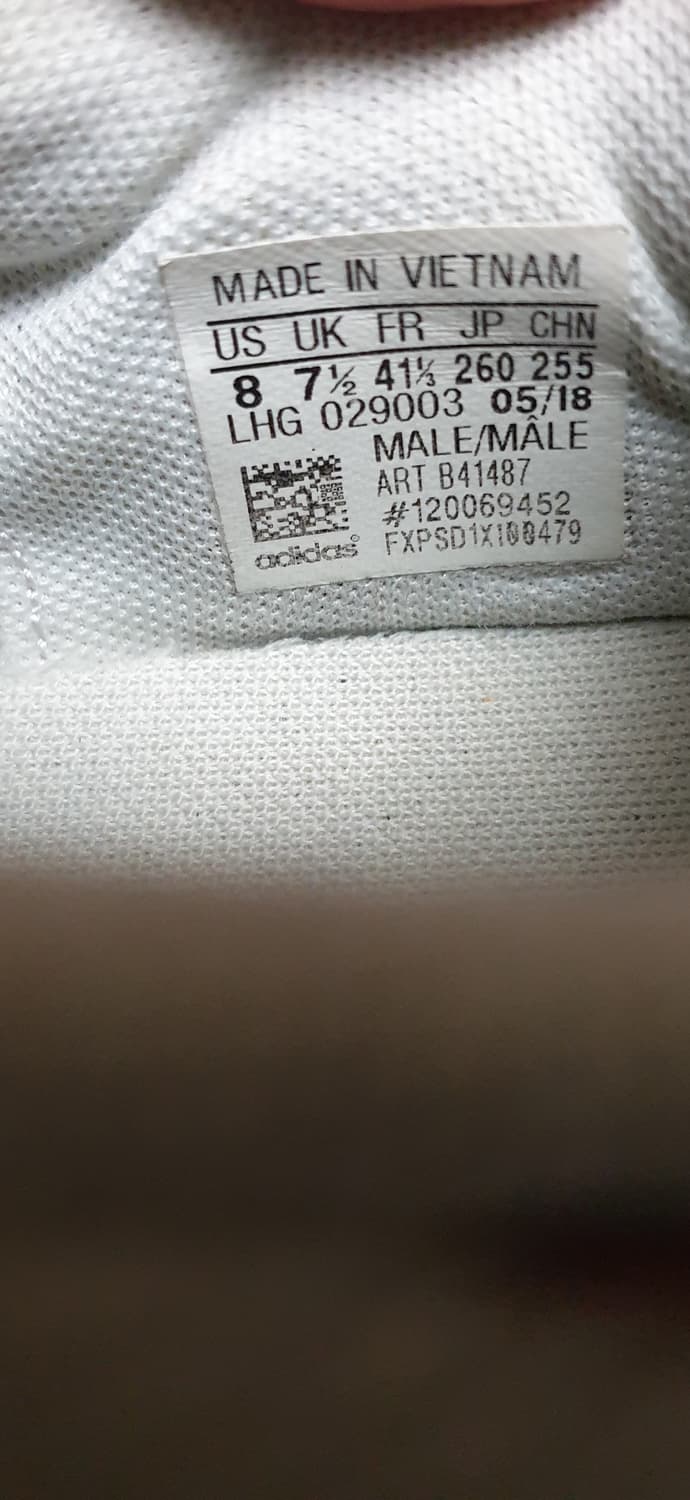 MADE IN VIETNAM
US UK FR JP CHN
8 7½ 41⅓ 260 255
LHG 029003 05/18
MALE/MÂLE
ART B41487
#120069452
FXPSD1X100479
adidas®